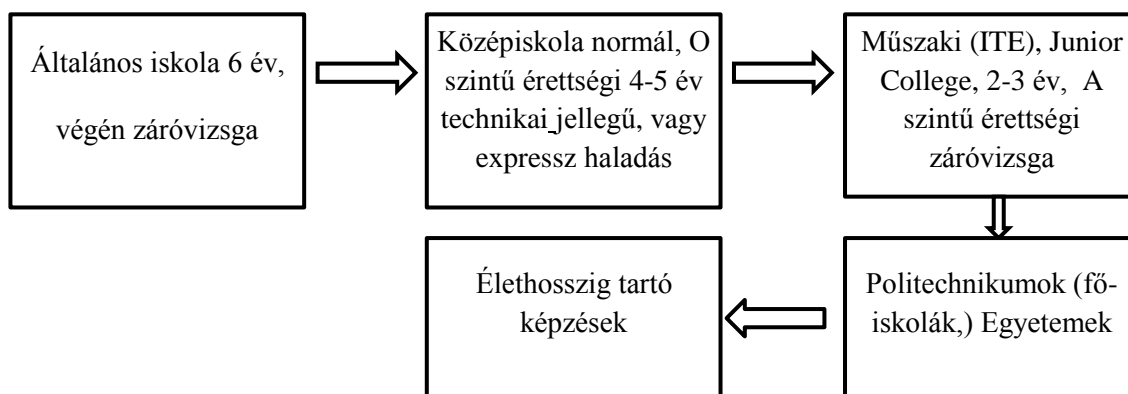 Általános iskola 6 év,
végén záróvizsga
Középiskola normál, O
szintű érettségi 4-5 év
technikai jellegű, vagy
expressz haladás
Műszaki (ITE), Junior
College, 2-3 év, A
szintű érettségi
záróvizsga
Politechnikumok (fő-
iskolák,) Egyetemek
Élethosszig tartó
képzések